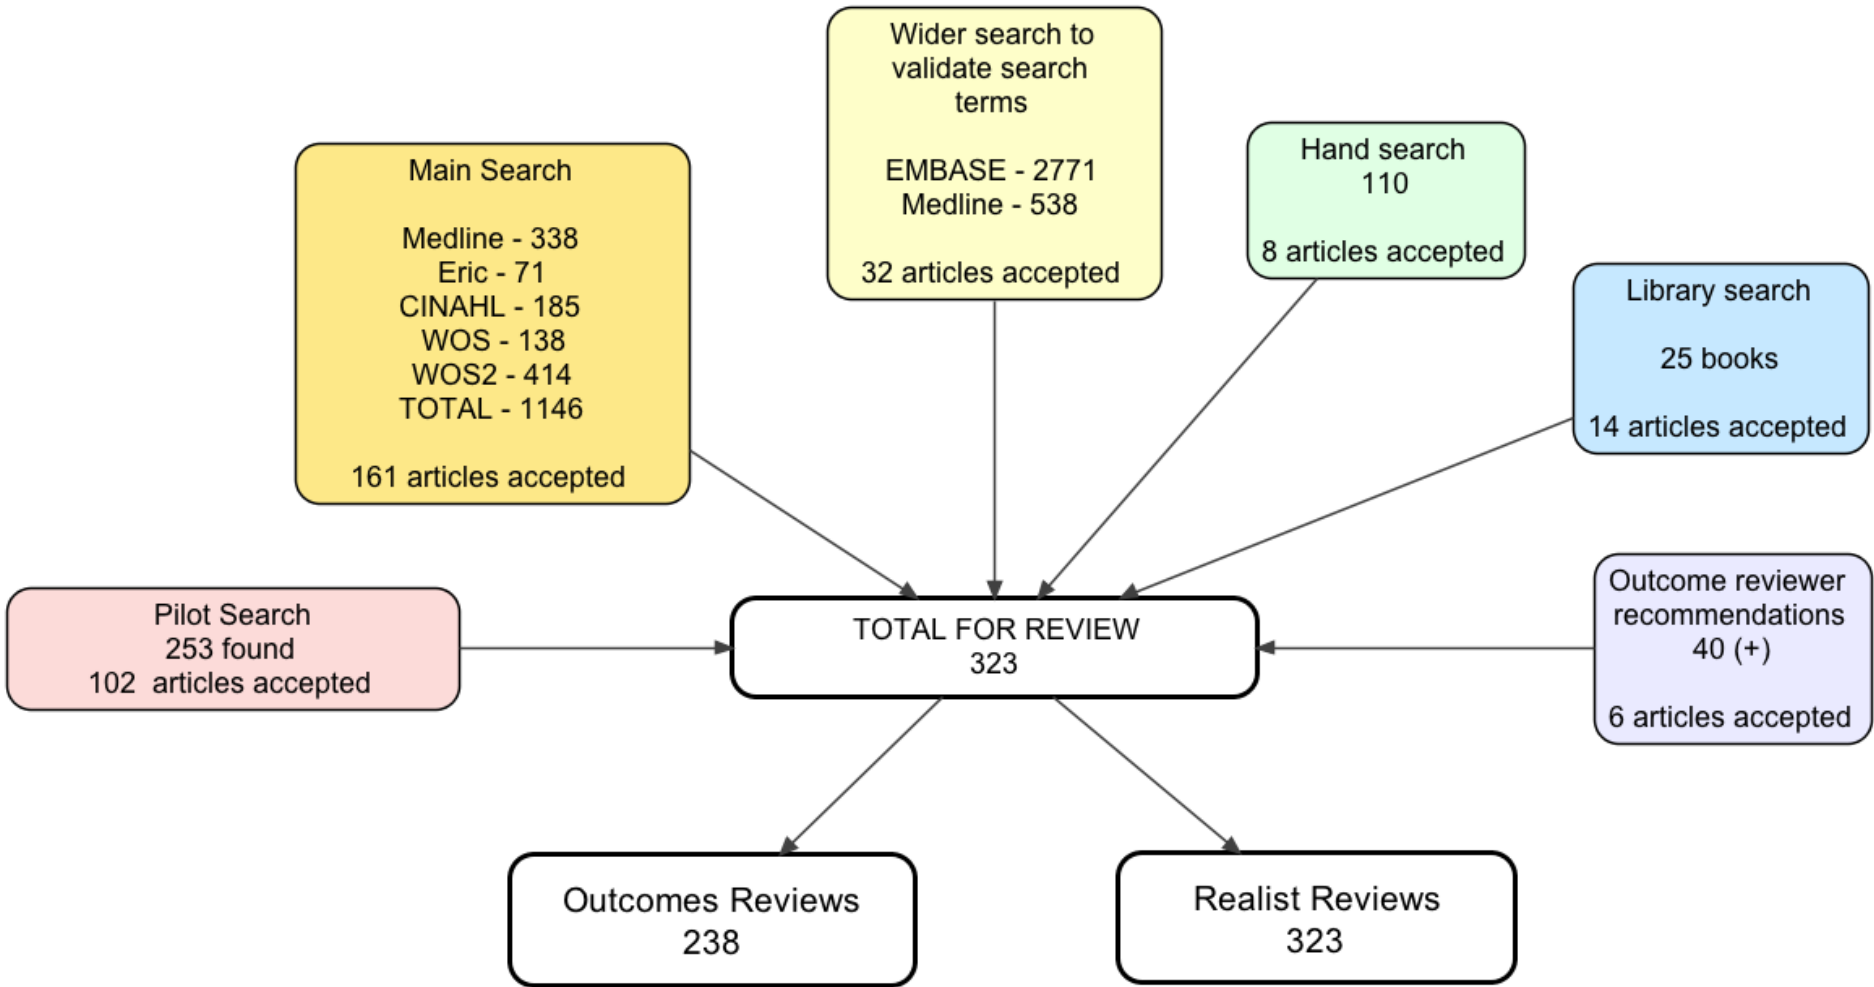 Wider search to
validate search
terms
EMBASE - 2771
Medline - 538
32 articles accepted
Main Search
Medline - 338
Eric - 71
CINAHL - 185
WOS - 138
WOS2 - 414
TOTAL - 1146
161 articles accepted
Hand search
110
8 articles accepted
Library search
25 books
14 articles accepted
Pilot Search
253 found
102  articles accepted
TOTAL FOR REVIEW
323
Outcome reviewer
recommendations
40 (+)
6 articles accepted
Outcomes Reviews
238
Realist Reviews
323